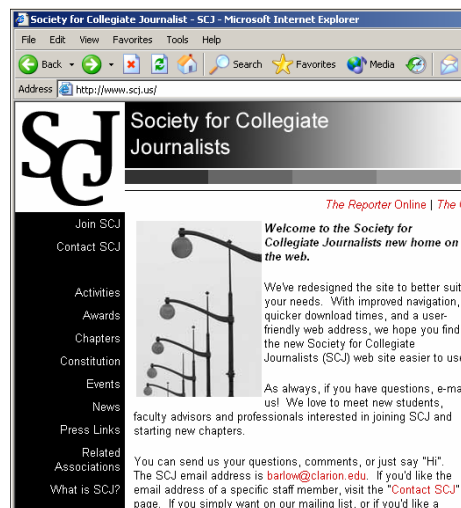 Society for Collegiate Journalist - SCJ - Microsoft Internet Explorer
File Edit View Favorites Tools Help
Back Search Favorites Media
Address http://www.scj.us/
SCJ
Society for Collegiate
Journalists
The Reporter Online | The
Join SCJ
Contact SCJ
Activities
Awards
Chapters
Constitution
Events
News
Press Links
Related
Associations
What is SCJ?
Welcome to the Society for
Collegiate Journalists new home on
the web.
We've redesigned the site to better suit
your needs. With improved navigation,
quicker download times, and a user-
friendly web address, we hope you find
the new Society for Collegiate
Journalists (SCJ) web site easier to use
As always, if you have questions, e-ma
us! We love to meet new students,
faculty advisors and professionals interested in joining SCJ and
starting new chapters.
You can send us your questions, comments, or just say "Hi".
The SCJ email address is barlow@clarion.edu. If you'd like the
email address of a specific staff member, visit the "Contact SCJ"
page. If you simply want on our mailing list, or if you'd like a